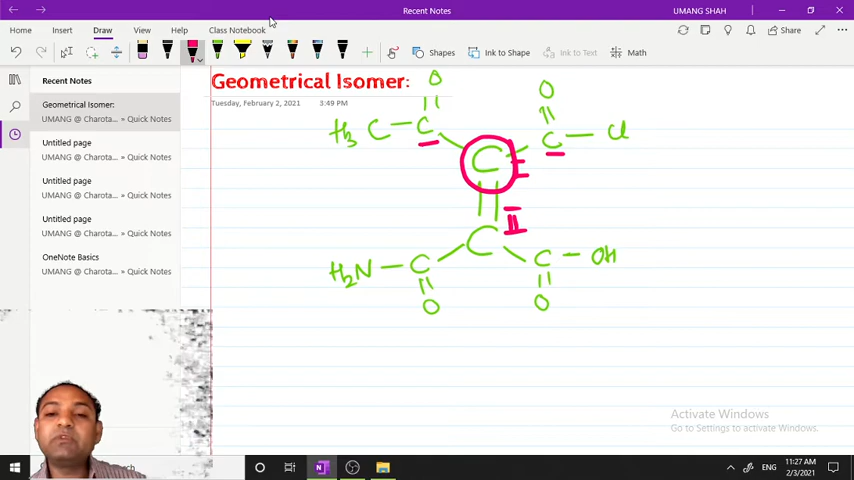 Recent Notes
UMANG SHAH
Home Insert Draw View Help Class Notebook
Share
Shapes Ink to Shape Ink to Text Math
Recent Notes
Geometrical Isomer:
UMANG @ Charota... » Quick Notes
Untitled page
UMANG @ Charota... » Quick Notes
Untitled page
UMANG @ Charota... » Quick Notes
Untitled page
UMANG @ Charota... » Quick Notes
OneNote Basics
UMANG @ Charota... » Quick Notes
Geometrical Isomer:
Tuesday, February 2, 2021 3:49 PM
O O
H3C – C C – Cl
C I
II
C
H2N – C C – OH
O O
Activate Windows
Go to Settings to activate Windows.
ENG
11:27 AM
2/3/2021